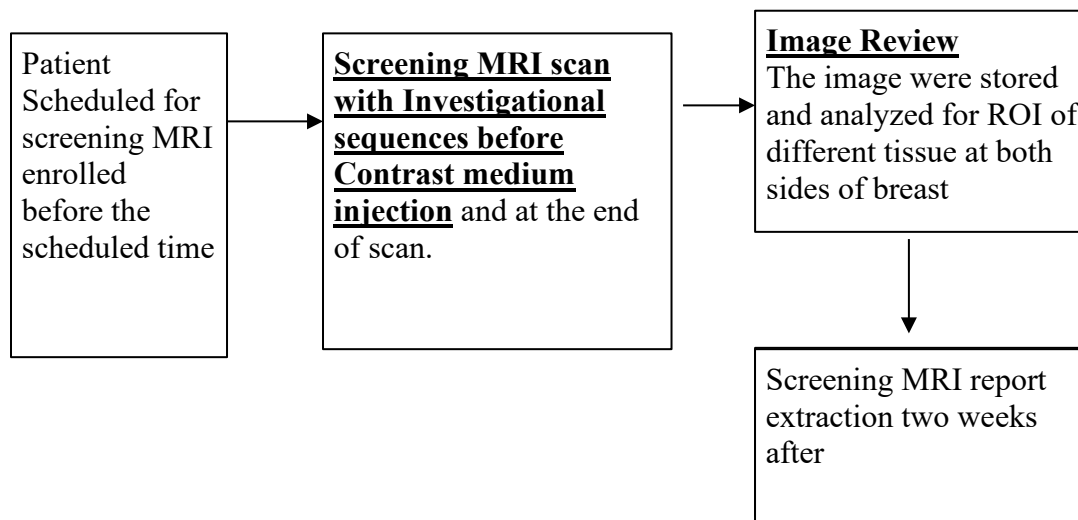 Patient
Scheduled for
screening MRI
enrolled
before the
scheduled time
Screening MRI scan
with Investigational
sequences before
Contrast medium
injection and at the end
of scan.
Image Review
The image were stored
and analyzed for ROI of
different tissue at both
sides of breast
Screening MRI report
extraction two weeks
after